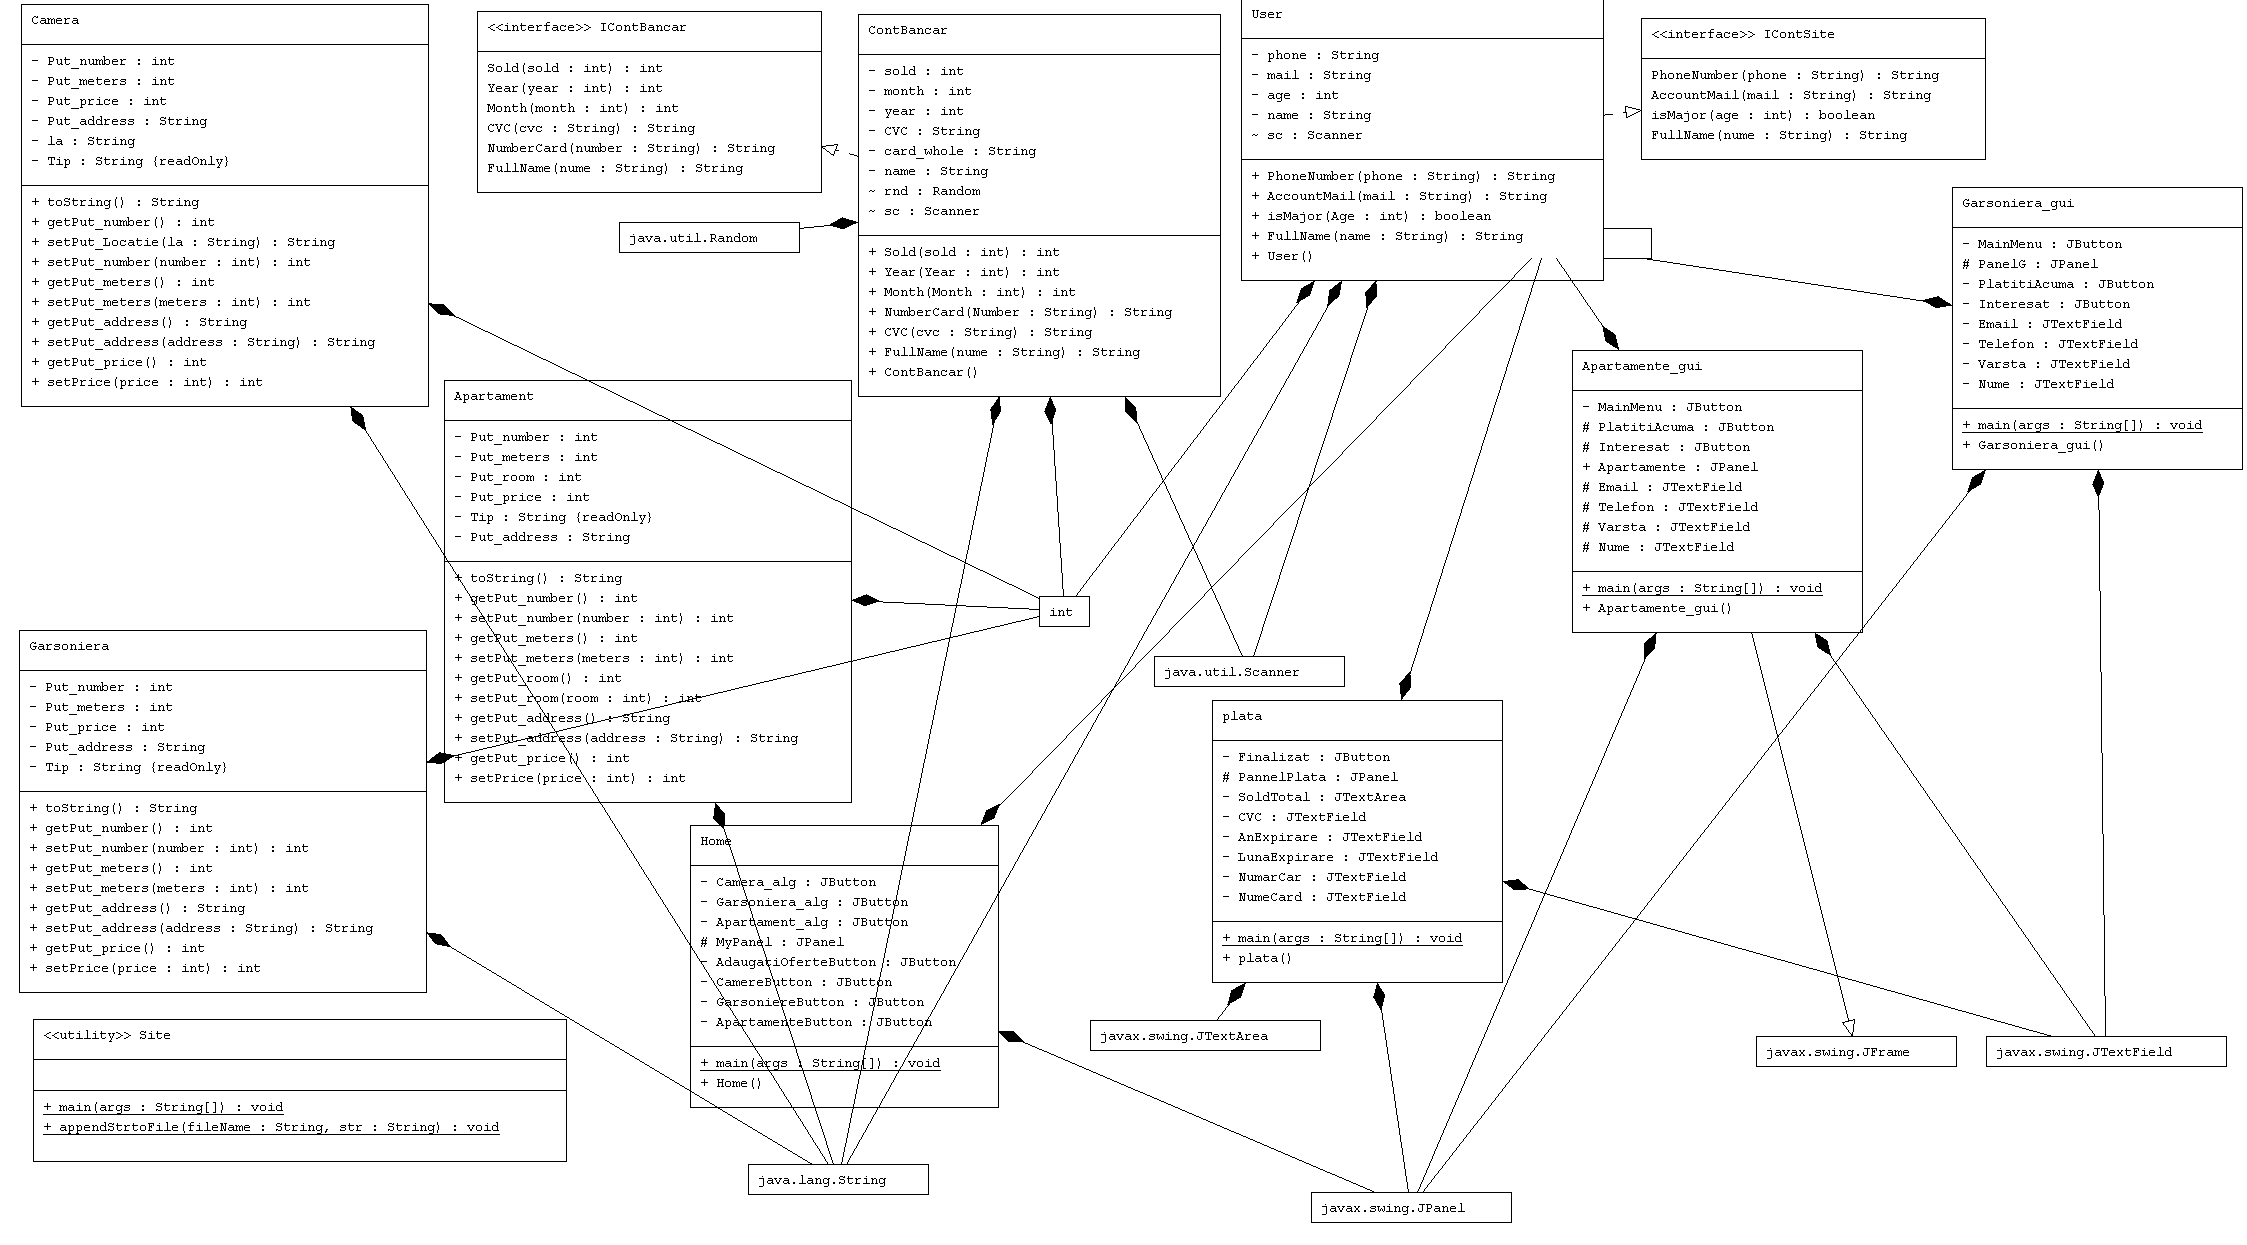 Camera
- Put_number : int
- Put_meters : int
- Put_price : int
- Put_address : String
- la : String
- Tip : String {readOnly}
+ toString() : String
+ getPut_number() : int
+ setPut_Locatie(la : String) : String
+ setPut_number(number : int) : int
+ getPut_meters() : int
+ setPut_meters(meters : int) : int
+ getPut_address() : String
+ setPut_address(address : String) : String
+ getPut_price() : int
+ setPrice(price : int) : int
<<interface>> IContBancar
Sold(sold : int) : int
Year(year : int) : int
Month(month : int) : int
CVC(cvc : String) : String
NumberCard(number : String) : String
FullName(nume : String) : String
java.util.Random
ContBancar
- sold : int
- month : int
- year : int
- CVC : String
- card_whole : String
- name : String
~ rnd : Random
~ sc : Scanner
+ Sold(sold : int) : int
+ Year(Year : int) : int
+ Month(Month : int) : int
+ NumberCard(Number : String) : String
+ CVC(cvc : String) : String
+ FullName(nume : String) : String
+ ContBancar()
User
- phone : String
- mail : String
- age : int
- name : String
~ sc : Scanner
+ PhoneNumber(phone : String) : String
+ AccountMail(mail : String) : String
+ isMajor(Age : int) : boolean
+ FullName(name : String) : String
+ User()
<<interface>> IContSite
PhoneNumber(phone : String) : String
AccountMail(mail : String) : String
isMajor(age : int) : boolean
FullName(nume : String) : String
Garsoniera_gui
- MainMenu : JButton
# PanelG : JPanel
- PlatitiAcuma : JButton
- Interesat : JButton
- Email : JTextField
- Telefon : JTextField
- Varsta : JTextField
- Nume : JTextField
+ main(args : String[]) : void
+ Garsoniera_gui()
Apartamente_gui
- MainMenu : JButton
# PlatitiAcuma : JButton
# Interesat : JButton
+ Apartamente : JPanel
# Email : JTextField
# Telefon : JTextField
# Varsta : JTextField
# Nume : JTextField
+ main(args : String[]) : void
+ Apartamente_gui()
Apartament
- Put_number : int
- Put_meters : int
- Put_room : int
- Put_price : int
- Tip : String {readOnly}
- Put_address : String
+ toString() : String
+ getPut_number() : int
+ setPut_number(number : int) : int
+ getPut_meters() : int
+ setPut_meters(meters : int) : int
+ getPut_room() : int
+ setPut_room(room : int) : int
+ getPut_address() : String
+ setPut_address(address : String) : String
+ getPut_price() : int
+ setPrice(price : int) : int
int
java.util.Scanner
Garsoniera
- Put_number : int
- Put_meters : int
- Put_price : int
- Put_address : String
- Tip : String {readOnly}
+ toString() : String
+ getPut_number() : int
+ setPut_number(number : int) : int
+ getPut_meters() : int
+ setPut_meters(meters : int) : int
+ getPut_address() : String
+ setPut_address(address : String) : String
+ getPut_price() : int
+ setPrice(price : int) : int
plata
- Finalizat : JButton
# PannelPlata : JPanel
- SoldTotal : JTextArea
- CVC : JTextField
- AnExpirare : JTextField
- LunaExpirare : JTextField
- NumarCar : JTextField
- NumeCard : JTextField
+ main(args : String[]) : void
+ plata()
Home
- Camera_alg : JButton
- Garsoniera_alg : JButton
- Apartament_alg : JButton
# MyPanel : JPanel
- AdaugatiOferteButton : JButton
- CamereButton : JButton
- GarsoniereButton : JButton
- ApartamenteButton : JButton
+ main(args : String[]) : void
+ Home()
<<utility>> Site
+ main(args : String[]) : void
+ appendStrtoFile(fileName : String, str : String) : void
javax.swing.JTextArea
javax.swing.JFrame
javax.swing.JTextField
java.lang.String
javax.swing.JPanel